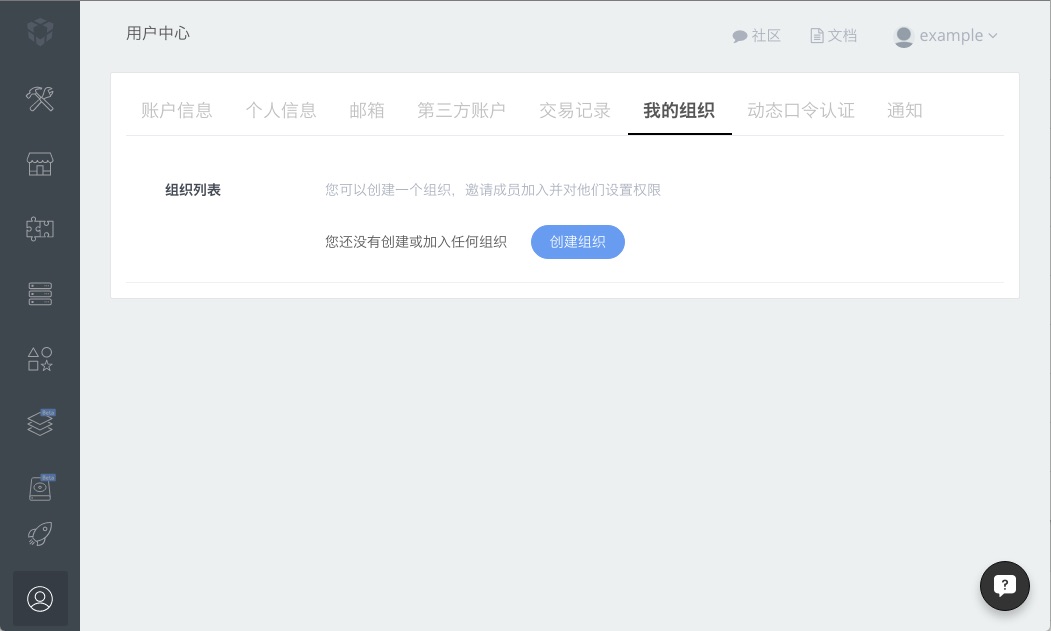 用户中心
社区 文档 example
账户信息 个人信息 邮箱 第三方账户 交易记录 我的组织 动态口令认证 通知
组织列表 您可以创建一个组织，邀请成员加入并对他们设置权限
您还没有创建或加入任何组织 创建组织
Beta
Beta